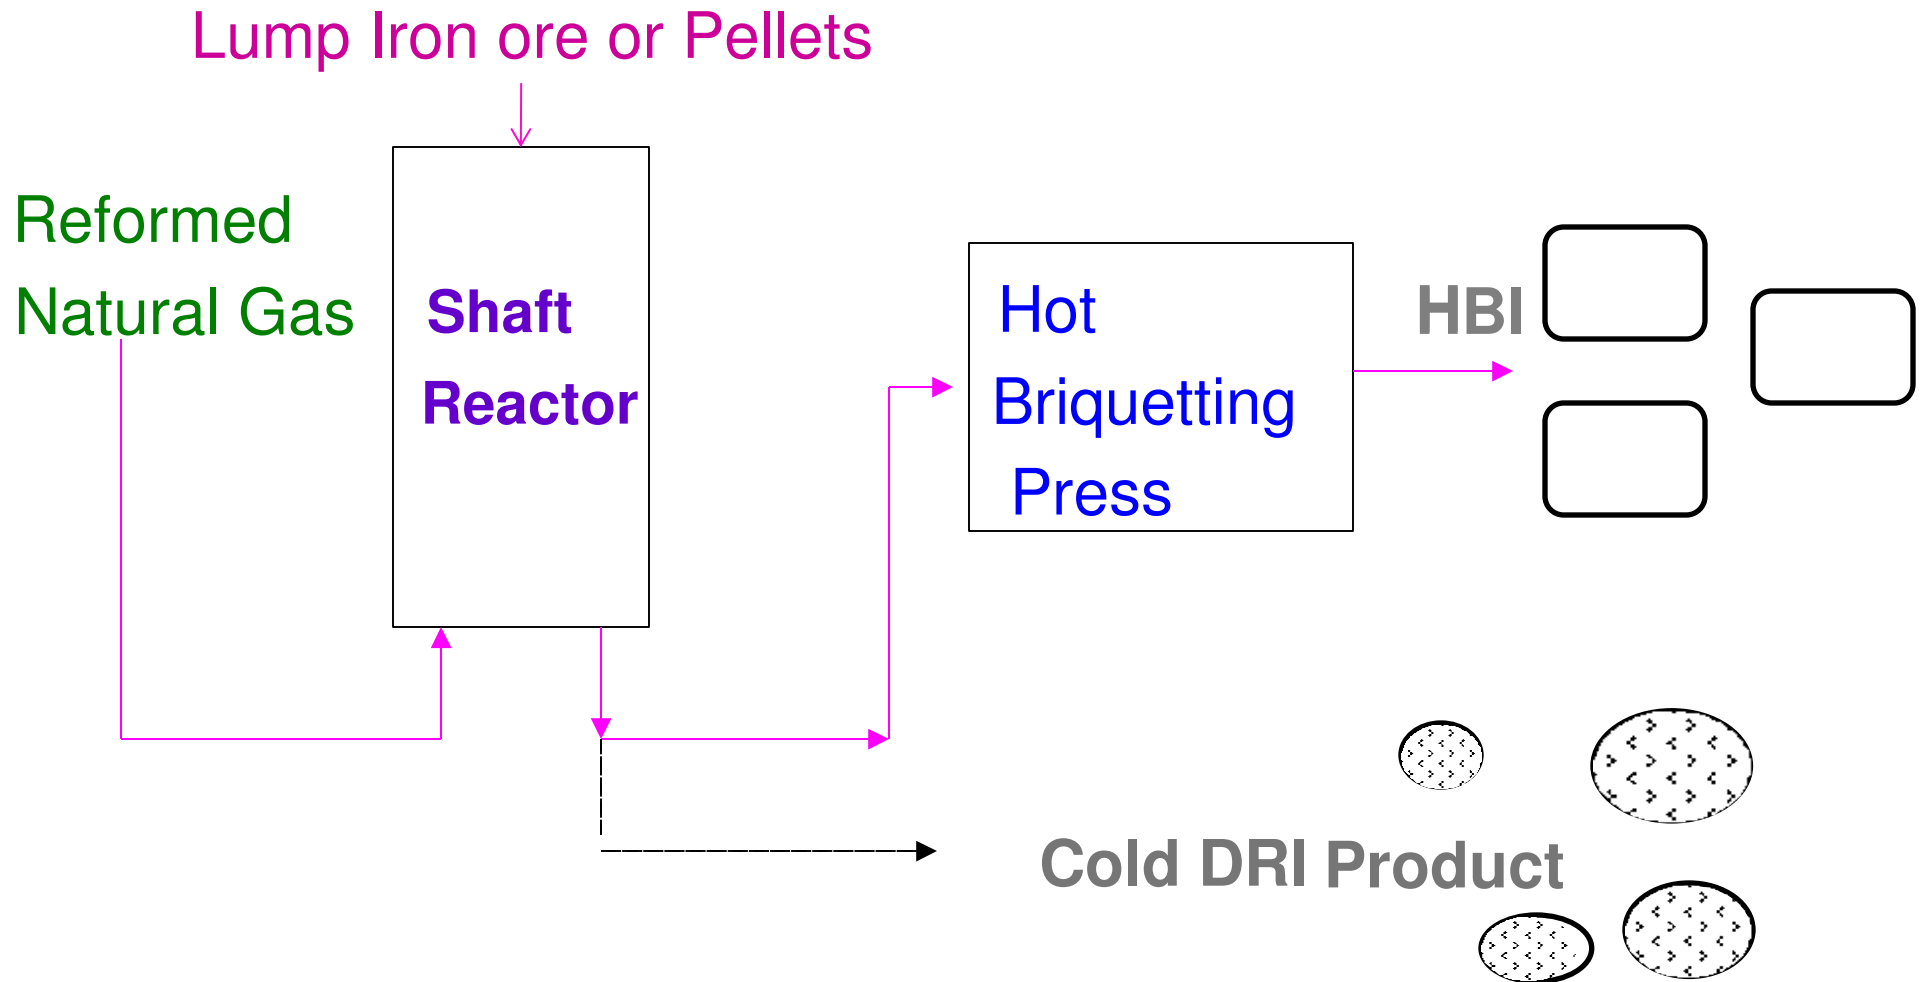 Lump Iron ore or Pellets
Reformed
Natural Gas
Shaft
Reactor
Hot
Briquetting
Press
HBI
Cold DRI Product